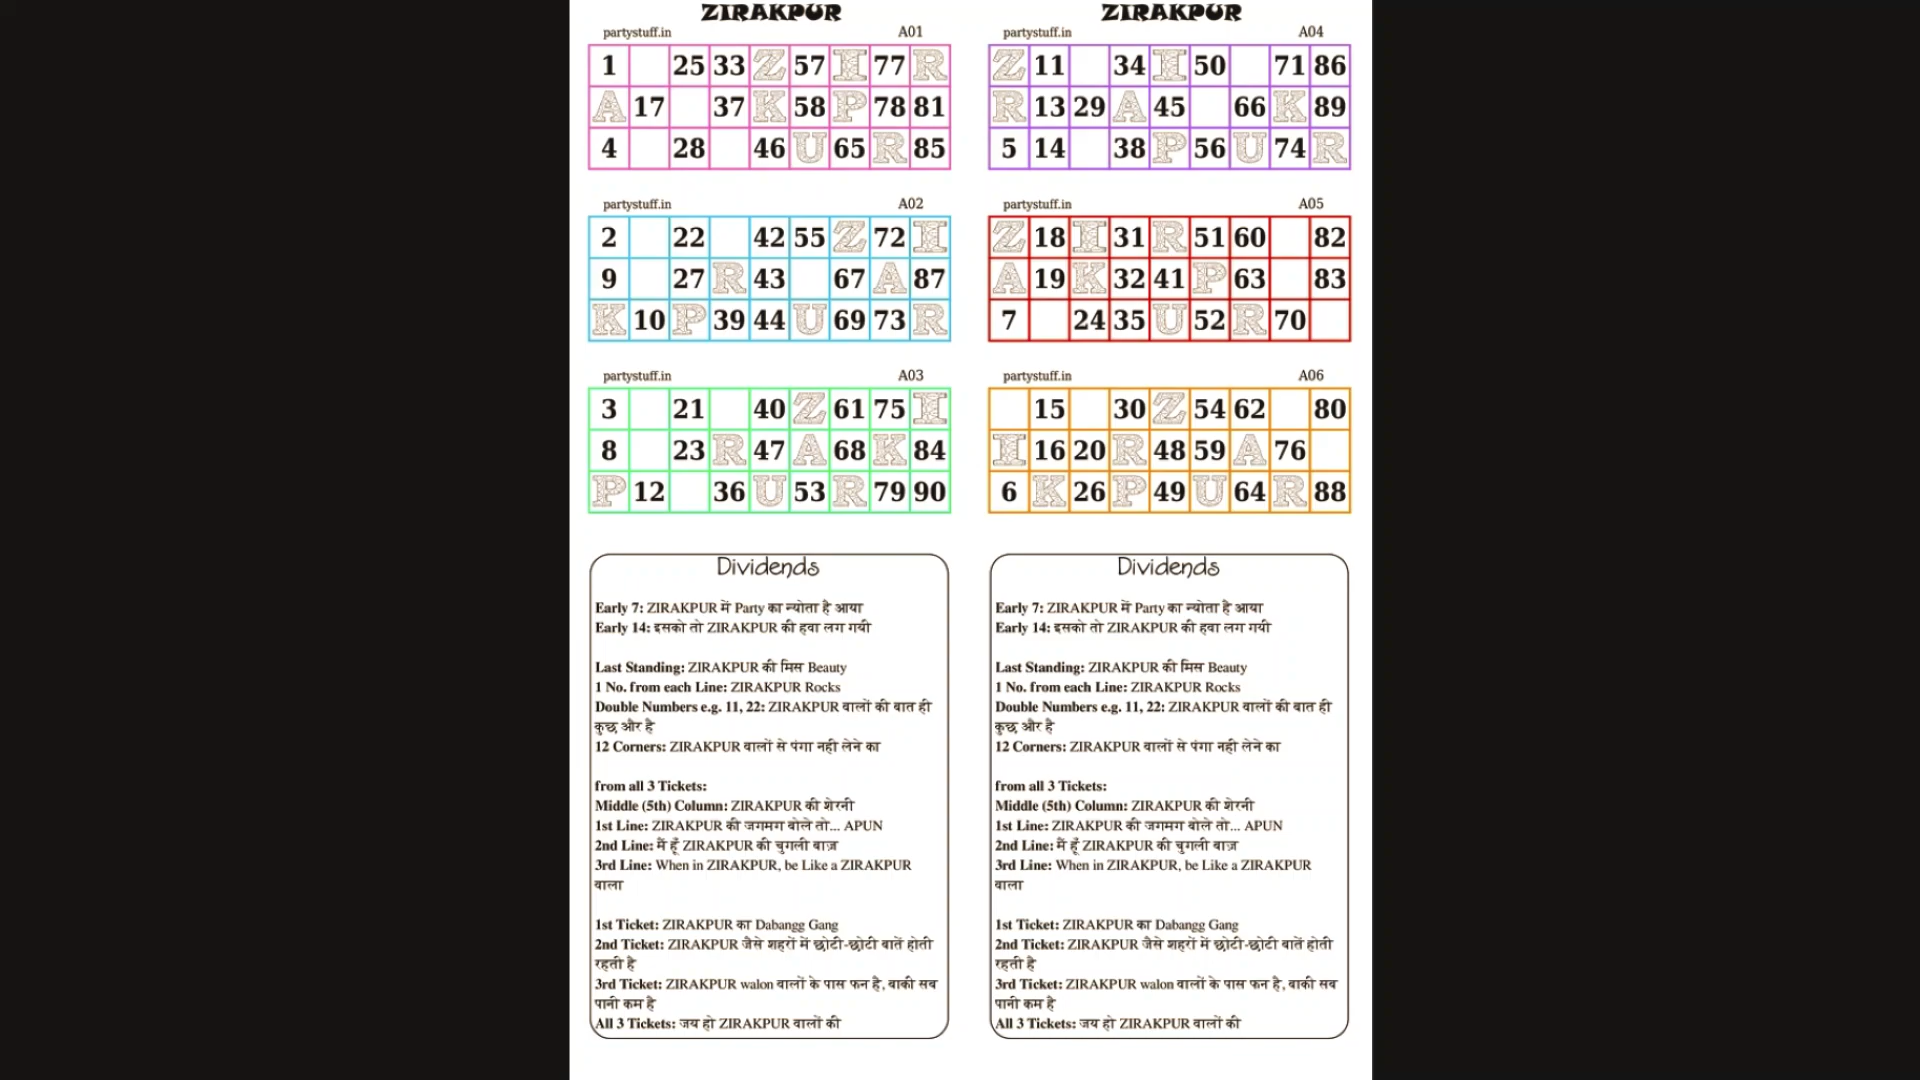 ZIRAKPUR
partystuff.in A01
1 25 33 Z 57 I 77 R
A 17 37 K 58 P 78 81
4 28 46 U 65 R 85
partystuff.in A02
2 22 42 55 Z 72 I
9 27 R 43 67 A 87
K 10 P 39 44 U 69 73 R
partystuff.in A03
3 21 40 Z 61 75 I
8 23 R 47 A 68 K 84
P 12 36 U 53 R 79 90
Dividends
Early 7: ZIRAKPUR में Party का न्योता है आया
Early 14: इसको तो ZIRAKPUR की हवा लग गयी
Last Standing: ZIRAKPUR की मिस Beauty
1 No. from each Line: ZIRAKPUR Rocks
Double Numbers e.g. 11, 22: ZIRAKPUR वालों की बात ही
कुछ और है
12 Corners: ZIRAKPUR वालों से पंगा नही लेने का
from all 3 Tickets:
Middle (5th) Column: ZIRAKPUR की शेरनी
1st Line: ZIRAKPUR की जगमग बोले तो... APUN
2nd Line: मैं हूँ ZIRAKPUR की चुगली बाज़
3rd Line: When in ZIRAKPUR, be Like a ZIRAKPUR
वाला
1st Ticket: ZIRAKPUR का Dabangg Gang
2nd Ticket: ZIRAKPUR जैसे शहरों में छोटी-छोटी बातें होती
रहती है
3rd Ticket: ZIRAKPUR walon वालों के पास फन है, बाकी सब
पानी कम है
All 3 Tickets: जय हो ZIRAKPUR वालों की
ZIRAKPUR
partystuff.in A04
Z 11 34 I 50 71 86
R 13 29 A 45 66 K 89
5 14 38 P 56 U 74 R
partystuff.in A05
Z 18 I 31 R 51 60 82
A 19 K 32 41 P 63 83
7 24 35 U 52 R 70
partystuff.in A06
15 30 Z 54 62 80
I 16 20 R 48 59 A 76
6 K 26 P 49 U 64 R 88
Dividends
Early 7: ZIRAKPUR में Party का न्योता है आया
Early 14: इसको तो ZIRAKPUR की हवा लग गयी
Last Standing: ZIRAKPUR की मिस Beauty
1 No. from each Line: ZIRAKPUR Rocks
Double Numbers e.g. 11, 22: ZIRAKPUR वालों की बात ही
कुछ और है
12 Corners: ZIRAKPUR वालों से पंगा नही लेने का
from all 3 Tickets:
Middle (5th) Column: ZIRAKPUR की शेरनी
1st Line: ZIRAKPUR की जगमग बोले तो... APUN
2nd Line: मैं हूँ ZIRAKPUR की चुगली बाज़
3rd Line: When in ZIRAKPUR, be Like a ZIRAKPUR
वाला
1st Ticket: ZIRAKPUR का Dabangg Gang
2nd Ticket: ZIRAKPUR जैसे शहरों में छोटी-छोटी बातें होती
रहती है
3rd Ticket: ZIRAKPUR walon वालों के पास फन है, बाकी सब
पानी कम है
All 3 Tickets: जय हो ZIRAKPUR वालों की